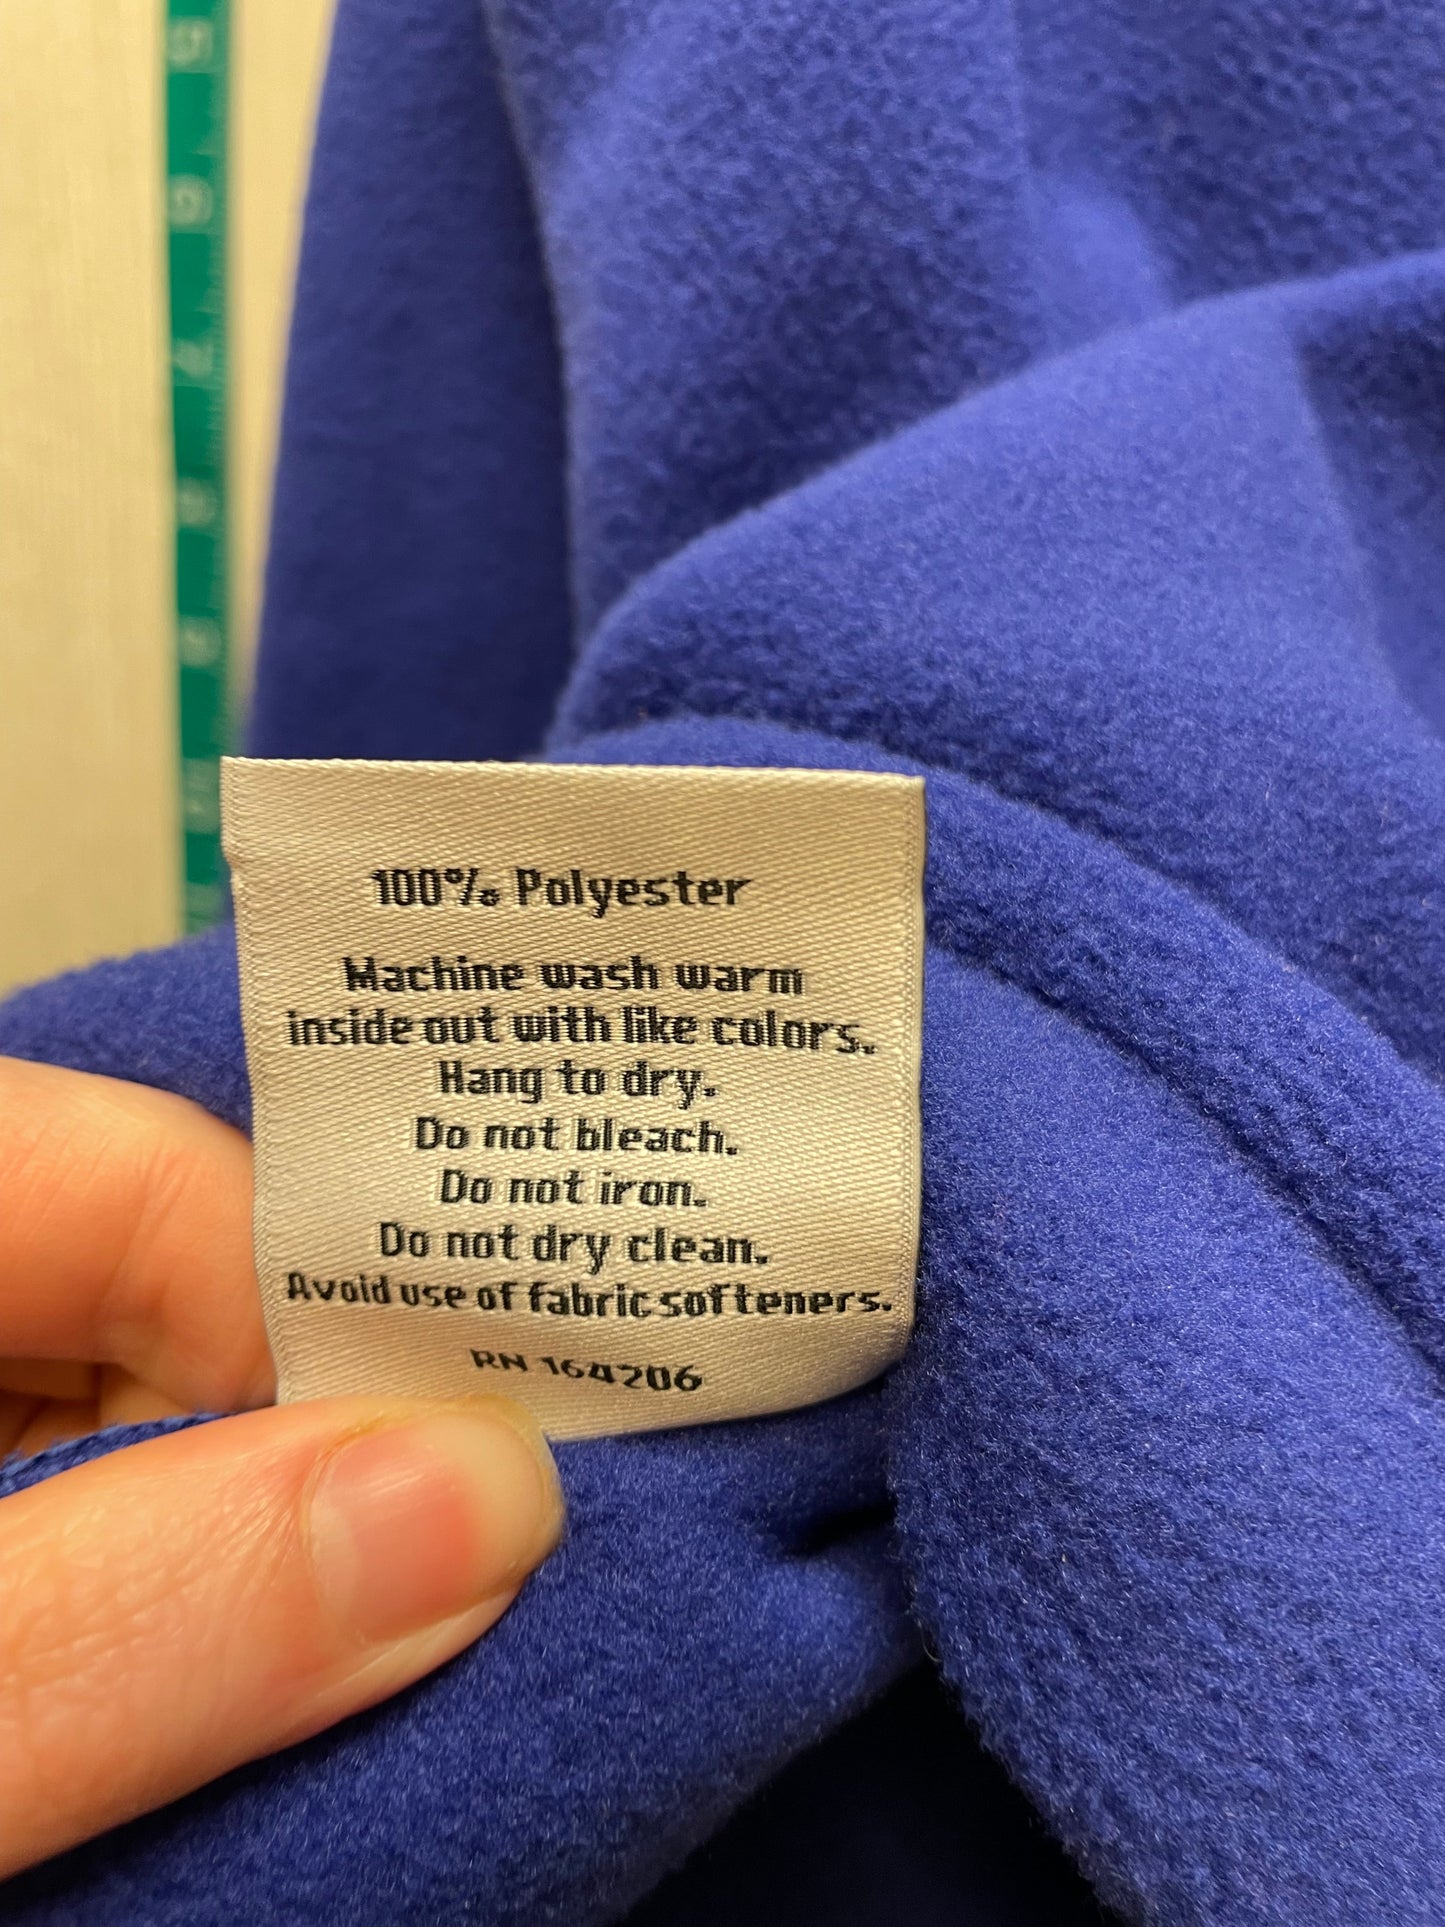 100% Polyester
Machine wash warm
inside out with like colors.
Hang to dry.
Do not bleach.
Do not iron.
Do not dry clean.
Avoid use of fabric softeners.
RN 164206